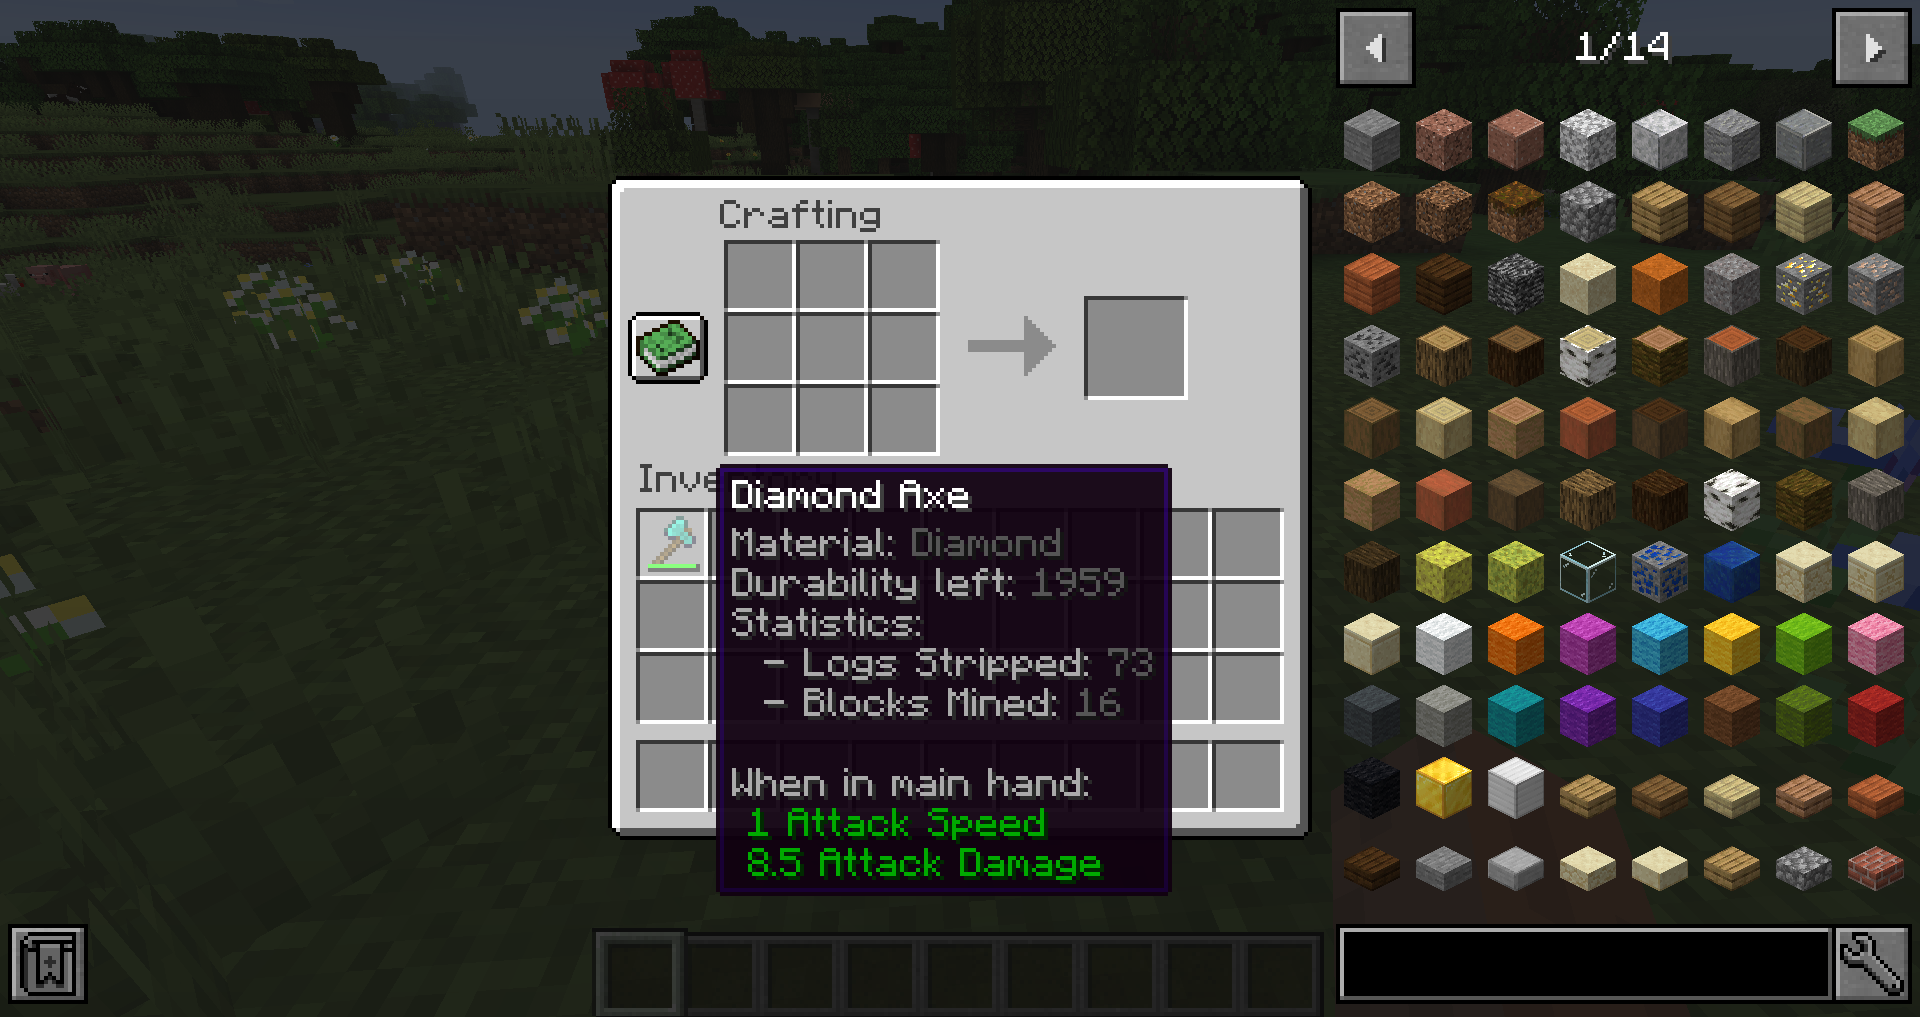 1/14
Crafting
Inve
Diamond Axe
Material: Diamond
Durability left: 1959
Statistics:
- Logs Stripped: 73
- Blocks Mined: 16
When in main hand:
1 Attack Speed
8.5 Attack Damage